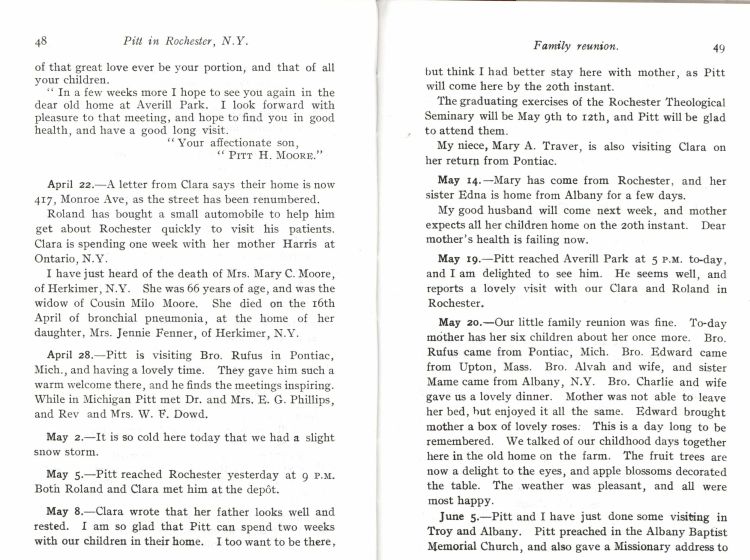 48 Pitt in Rochester, N.Y.
of that great love ever be your portion, and that of all
your children.
" In a few weeks more I hope to see you again in the
dear old home at Averill Park. I look forward with
pleasure to that meeting, and hope to find you in good
health, and have a good long visit.
" Your affectionate son,
" PITT H. MOORE."
April 22.—A letter from Clara says their home is now
417, Monroe Ave, as the street has been renumbered.
Roland has bought a small automobile to help him
get about Rochester quickly to visit his patients.
Clara is spending one week with her mother Harris at
Ontario, N.Y.
I have just heard of the death of Mrs. Mary C. Moore,
of Herkimer, N.Y. She was 66 years of age, and was the
widow of Cousin Milo Moore. She died on the 16th
April of bronchial pneumonia, at the home of her
daughter, Mrs. Jennie Fenner, of Herkimer, N.Y.
April 28.—Pitt is visiting Bro. Rufus in Pontiac,
Mich., and having a lovely time. They gave him such a
warm welcome there, and he finds the meetings inspiring.
While in Michigan Pitt met Dr. and Mrs. E. G. Phillips,
and Rev and Mrs. W. F. Dowd.
May 2.—It is so cold here today that we had a slight
snow storm.
May 5.—Pitt reached Rochester yesterday at 9 P.M.
Both Roland and Clara met him at the depôt.
May 8.—Clara wrote that her father looks well and
rested. I am so glad that Pitt can spend two weeks
with our children in their home. I too want to be there,
Family reunion. 49
but think I had better stay here with mother, as Pitt
will come here by the 20th instant.
The graduating exercises of the Rochester Theological
Seminary will be May 9th to 12th, and Pitt will be glad
to attend them.
My niece, Mary A. Traver, is also visiting Clara on
her return from Pontiac.
May 14.—Mary has come from Rochester, and her
sister Edna is home from Albany for a few days.
My good husband will come next week, and mother
expects all her children home on the 20th instant. Dear
mother's health is failing now.
May 19.—Pitt reached Averill Park at 5 P.M. to-day,
and I am delighted to see him. He seems well, and
reports a lovely visit with our Clara and Roland in
Rochester.
May 20.—Our little family reunion was fine. To-day
mother has her six children about her once more. Bro.
Rufus came from Pontiac, Mich. Bro. Edward came
from Upton, Mass. Bro. Alvah and wife, and sister
Mame came from Albany, N.Y. Bro. Charlie and wife
gave us a lovely dinner. Mother was not able to leave
her bed, but enjoyed it all the same. Edward brought
mother a box of lovely roses. This is a day long to be
remembered. We talked of our childhood days together
here in the old home on the farm. The fruit trees are
now a delight to the eyes, and apple blossoms decorated
the table. The weather was pleasant, and all were
most happy.
June 5.—Pitt and I have just done some visiting in
Troy and Albany. Pitt preached in the Albany Baptist
Memorial Church, and also gave a Missionary address to